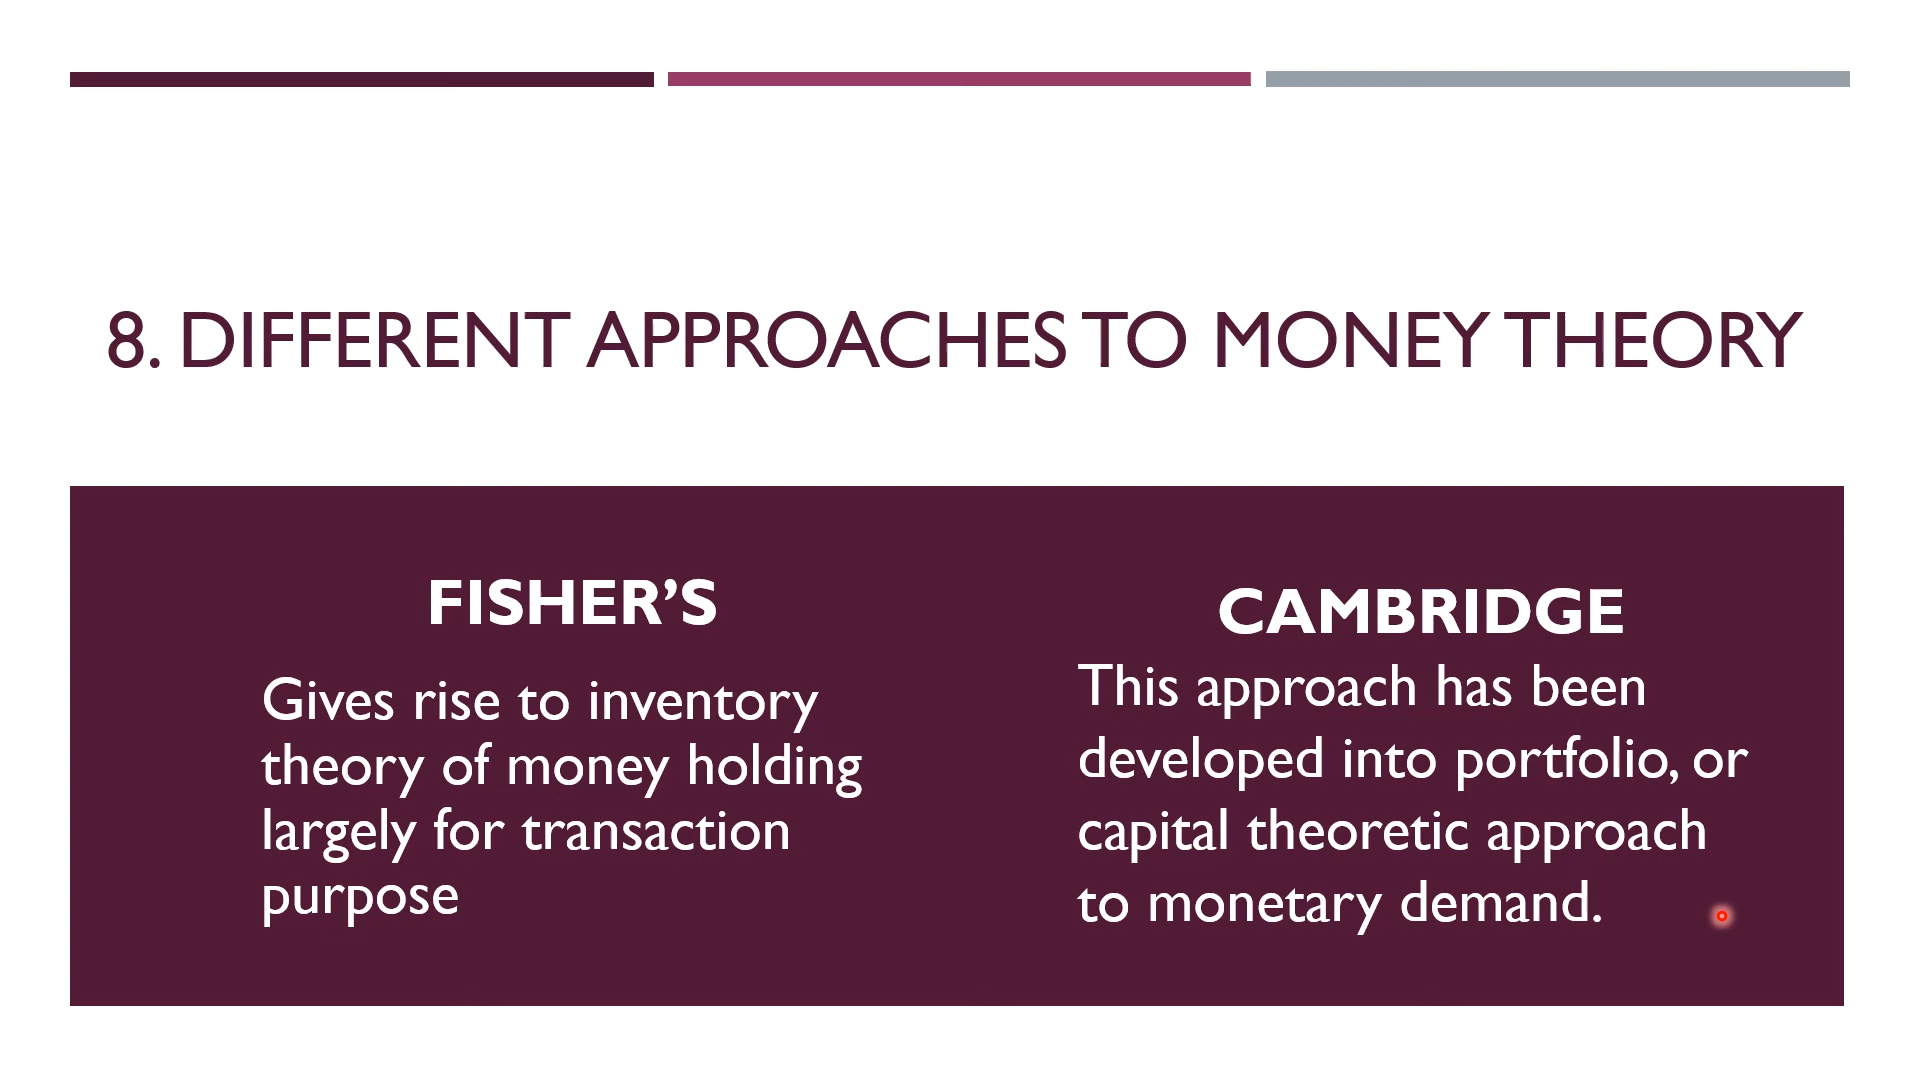 8. DIFFERENT APPROACHES TO MONEY THEORY
FISHER’S
Gives rise to inventory
theory of money holding
largely for transaction
purpose
CAMBRIDGE
This approach has been
developed into portfolio, or
capital theoretic approach
to monetary demand.